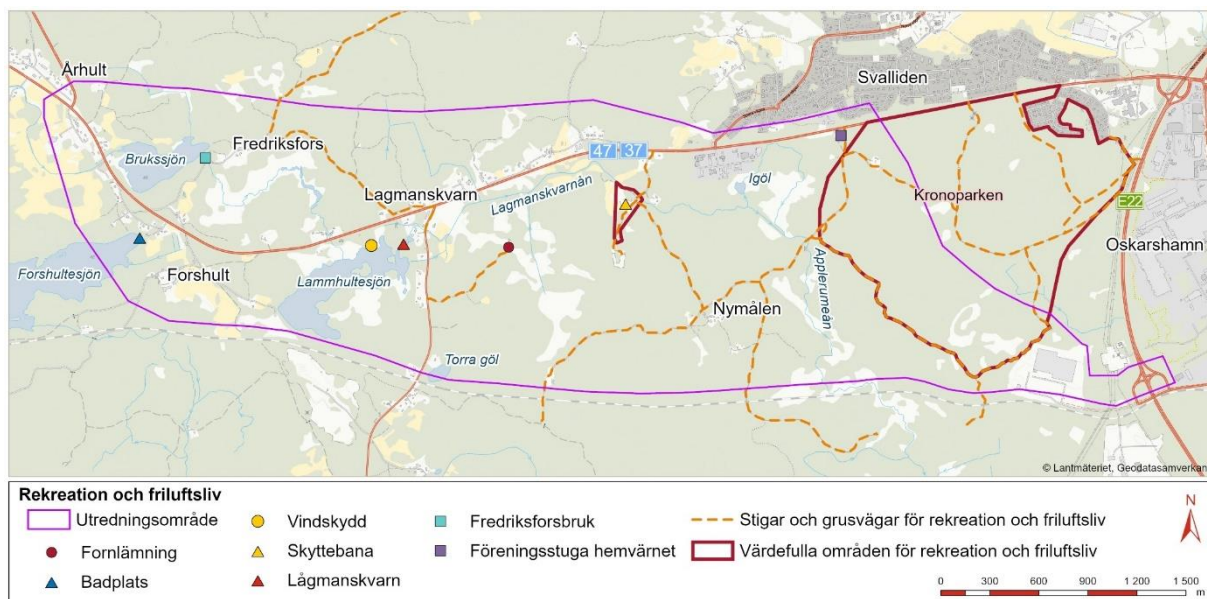 Århult
Svalliden
Brukssjön
Fredriksfors
47 37
Igöl
Lagmanskvarn
Lagmanskvarnån
Kronoparken
E22
Oskarshamn
Forshultesjön
Forshult
Lammhultesjön
Applerumeån
Nymålen
Torra göl
© Lantmäteriet, Geodatasamverkan
Rekreation och friluftsliv
Utredningsområde
Fornlämning
Badplats
Vindskydd
Skyttebana
Lågmanskvarn
Fredriksforsbruk
Föreningsstuga hemvärnet
Stigar och grusvägar för rekreation och friluftsliv
Värdefulla områden för rekreation och friluftsliv
N
0 300 600 900 1 200 1 500
m